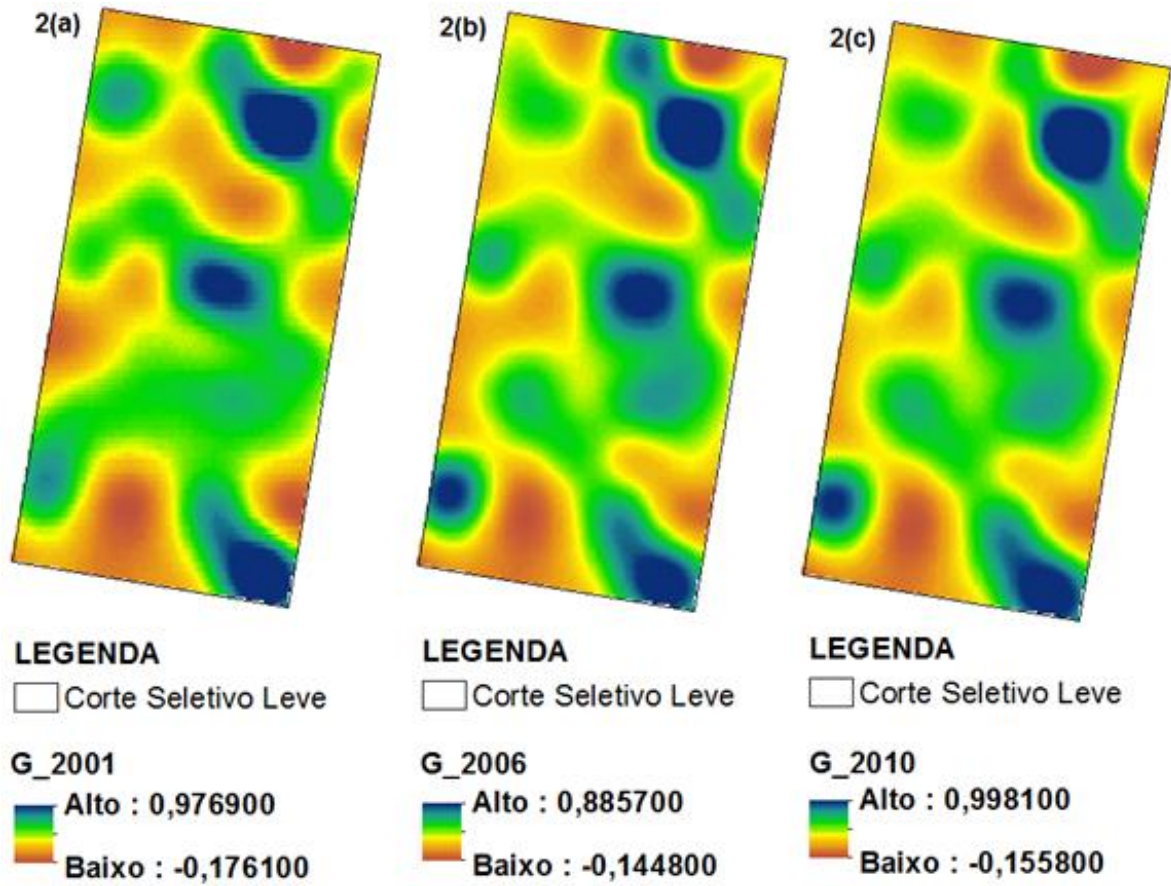 2(a)
2(b)
2(c)
LEGENDA
Corte Seletivo Leve
G_2001
Alto : 0,976900
Baixo : -0,176100
LEGENDA
Corte Seletivo Leve
G_2006
Alto : 0,885700
Baixo : -0,144800
LEGENDA
Corte Seletivo Leve
G_2010
Alto : 0,998100
Baixo : -0,155800